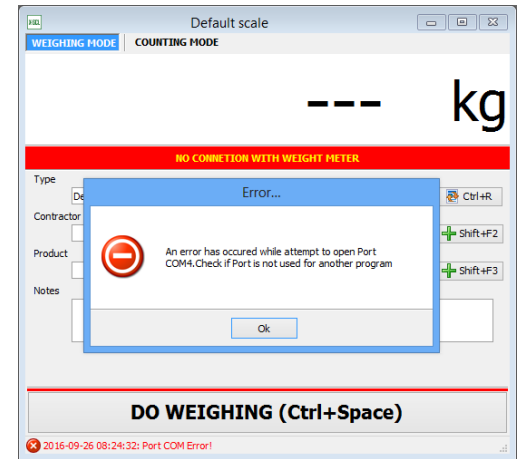 Default scale
WEIGHING MODE COUNTING MODE
--- kg
NO CONNETION WITH WEIGHT METER
Type
De
Ctrl+R
Contractor
Shift+F2
Product
Shift+F3
Notes
Error...
An error has occured while attempt to open Port
COM4.Check if Port is not used for another program
Ok
DO WEIGHING (Ctrl+Space)
2016-09-26 08:24:32: Port COM Error!